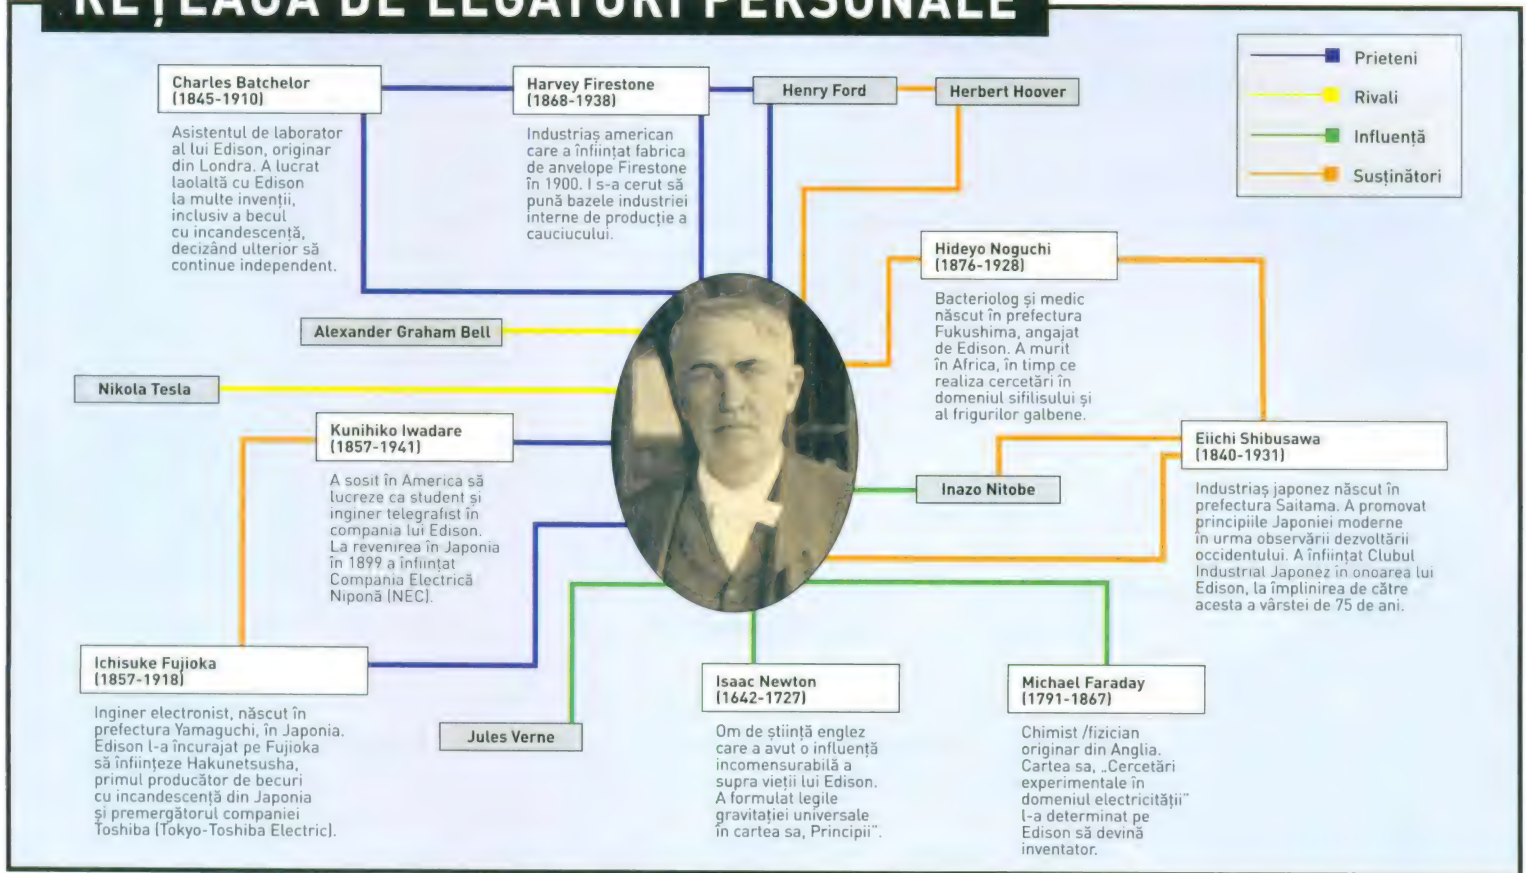 REȚEAUA DE LEGĂTURI PERSONALE
Prieteni
Rivali
Influență
Susținători
Charles Batchelor
(1845-1910)
Asistentul de laborator
al lui Edison, originar
din Londra. A lucrat
laolaltă cu Edison
la multe invenții,
inclusiv a becul
cu incandescență,
decizând ulterior să
continue independent.
Harvey Firestone
(1868-1938)
Industriaș american
care a înființat fabrica
de anvelope Firestone
în 1900. I s-a cerut să
pună bazele industriei
interne de producție a
cauciucului.
Henry Ford
Herbert Hoover
Hideyo Noguchi
(1876-1928)
Bacteriolog și medic
născut în prefectura
Fukushima, angajat
de Edison. A murit
în Africa, în timp ce
realiza cercetări în
domeniul sifilisului și
al frigurilor galbene.
Alexander Graham Bell
Nikola Tesla
Kunihiko Iwadare
(1857-1941)
A sosit în America să
lucreze ca student și
inginer telegrafist în
compania lui Edison.
La revenirea în Japonia
în 1899 a înființat
Compania Electrică
Niponă (NEC).
Inazo Nitobe
Eiichi Shibusawa
(1840-1931)
Industriaș japonez născut în
prefectura Saitama. A promovat
principiile Japoniei moderne
în urma observării dezvoltării
occidentului. A înființat Clubul
Industrial Japonez in onoarea lui
Edison, la împlinirea de către
acesta a vârstei de 75 de ani.
Ichisuke Fujioka
(1857-1918)
Inginer electronist, născut în
prefectura Yamaguchi, în Japonia.
Edison l-a încurajat pe Fujioka
să înființeze Hakunetsusha,
primul producător de becuri
cu incandescență din Japonia
și premergătorul companiei
Toshiba (Tokyo-Toshiba Electric).
Jules Verne
Isaac Newton
(1642-1727)
Om de știință englez
care a avut o influență
incomensurabilă a
supra vieții lui Edison.
A formulat legile
gravitației universale
în cartea sa, Principii".
Michael Faraday
(1791-1867)
Chimist /fizician
originar din Anglia.
Cartea sa, „Cercetări
experimentale în
domeniul electricității"
l-a determinat pe
Edison să devină
inventator.